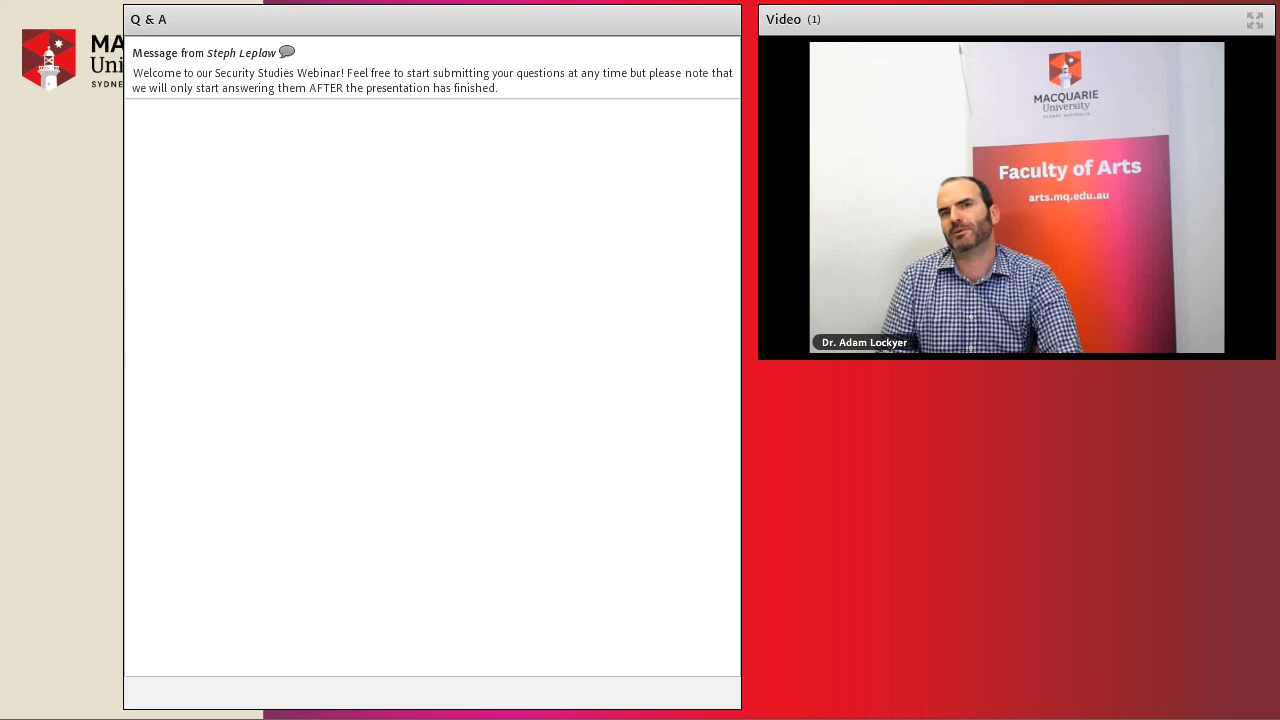 MA
Uni
SYDNE
Q & A
Message from Steph Leplaw
Welcome to our Security Studies Webinar! Feel free to start submitting your questions at any time but please note that
we will only start answering them AFTER the presentation has finished.
Video (1)
MACQUARIE
University
SYDNEY AUSTRALIA
Faculty of Arts
arts.mq.edu.au
Dr. Adam Lockyer